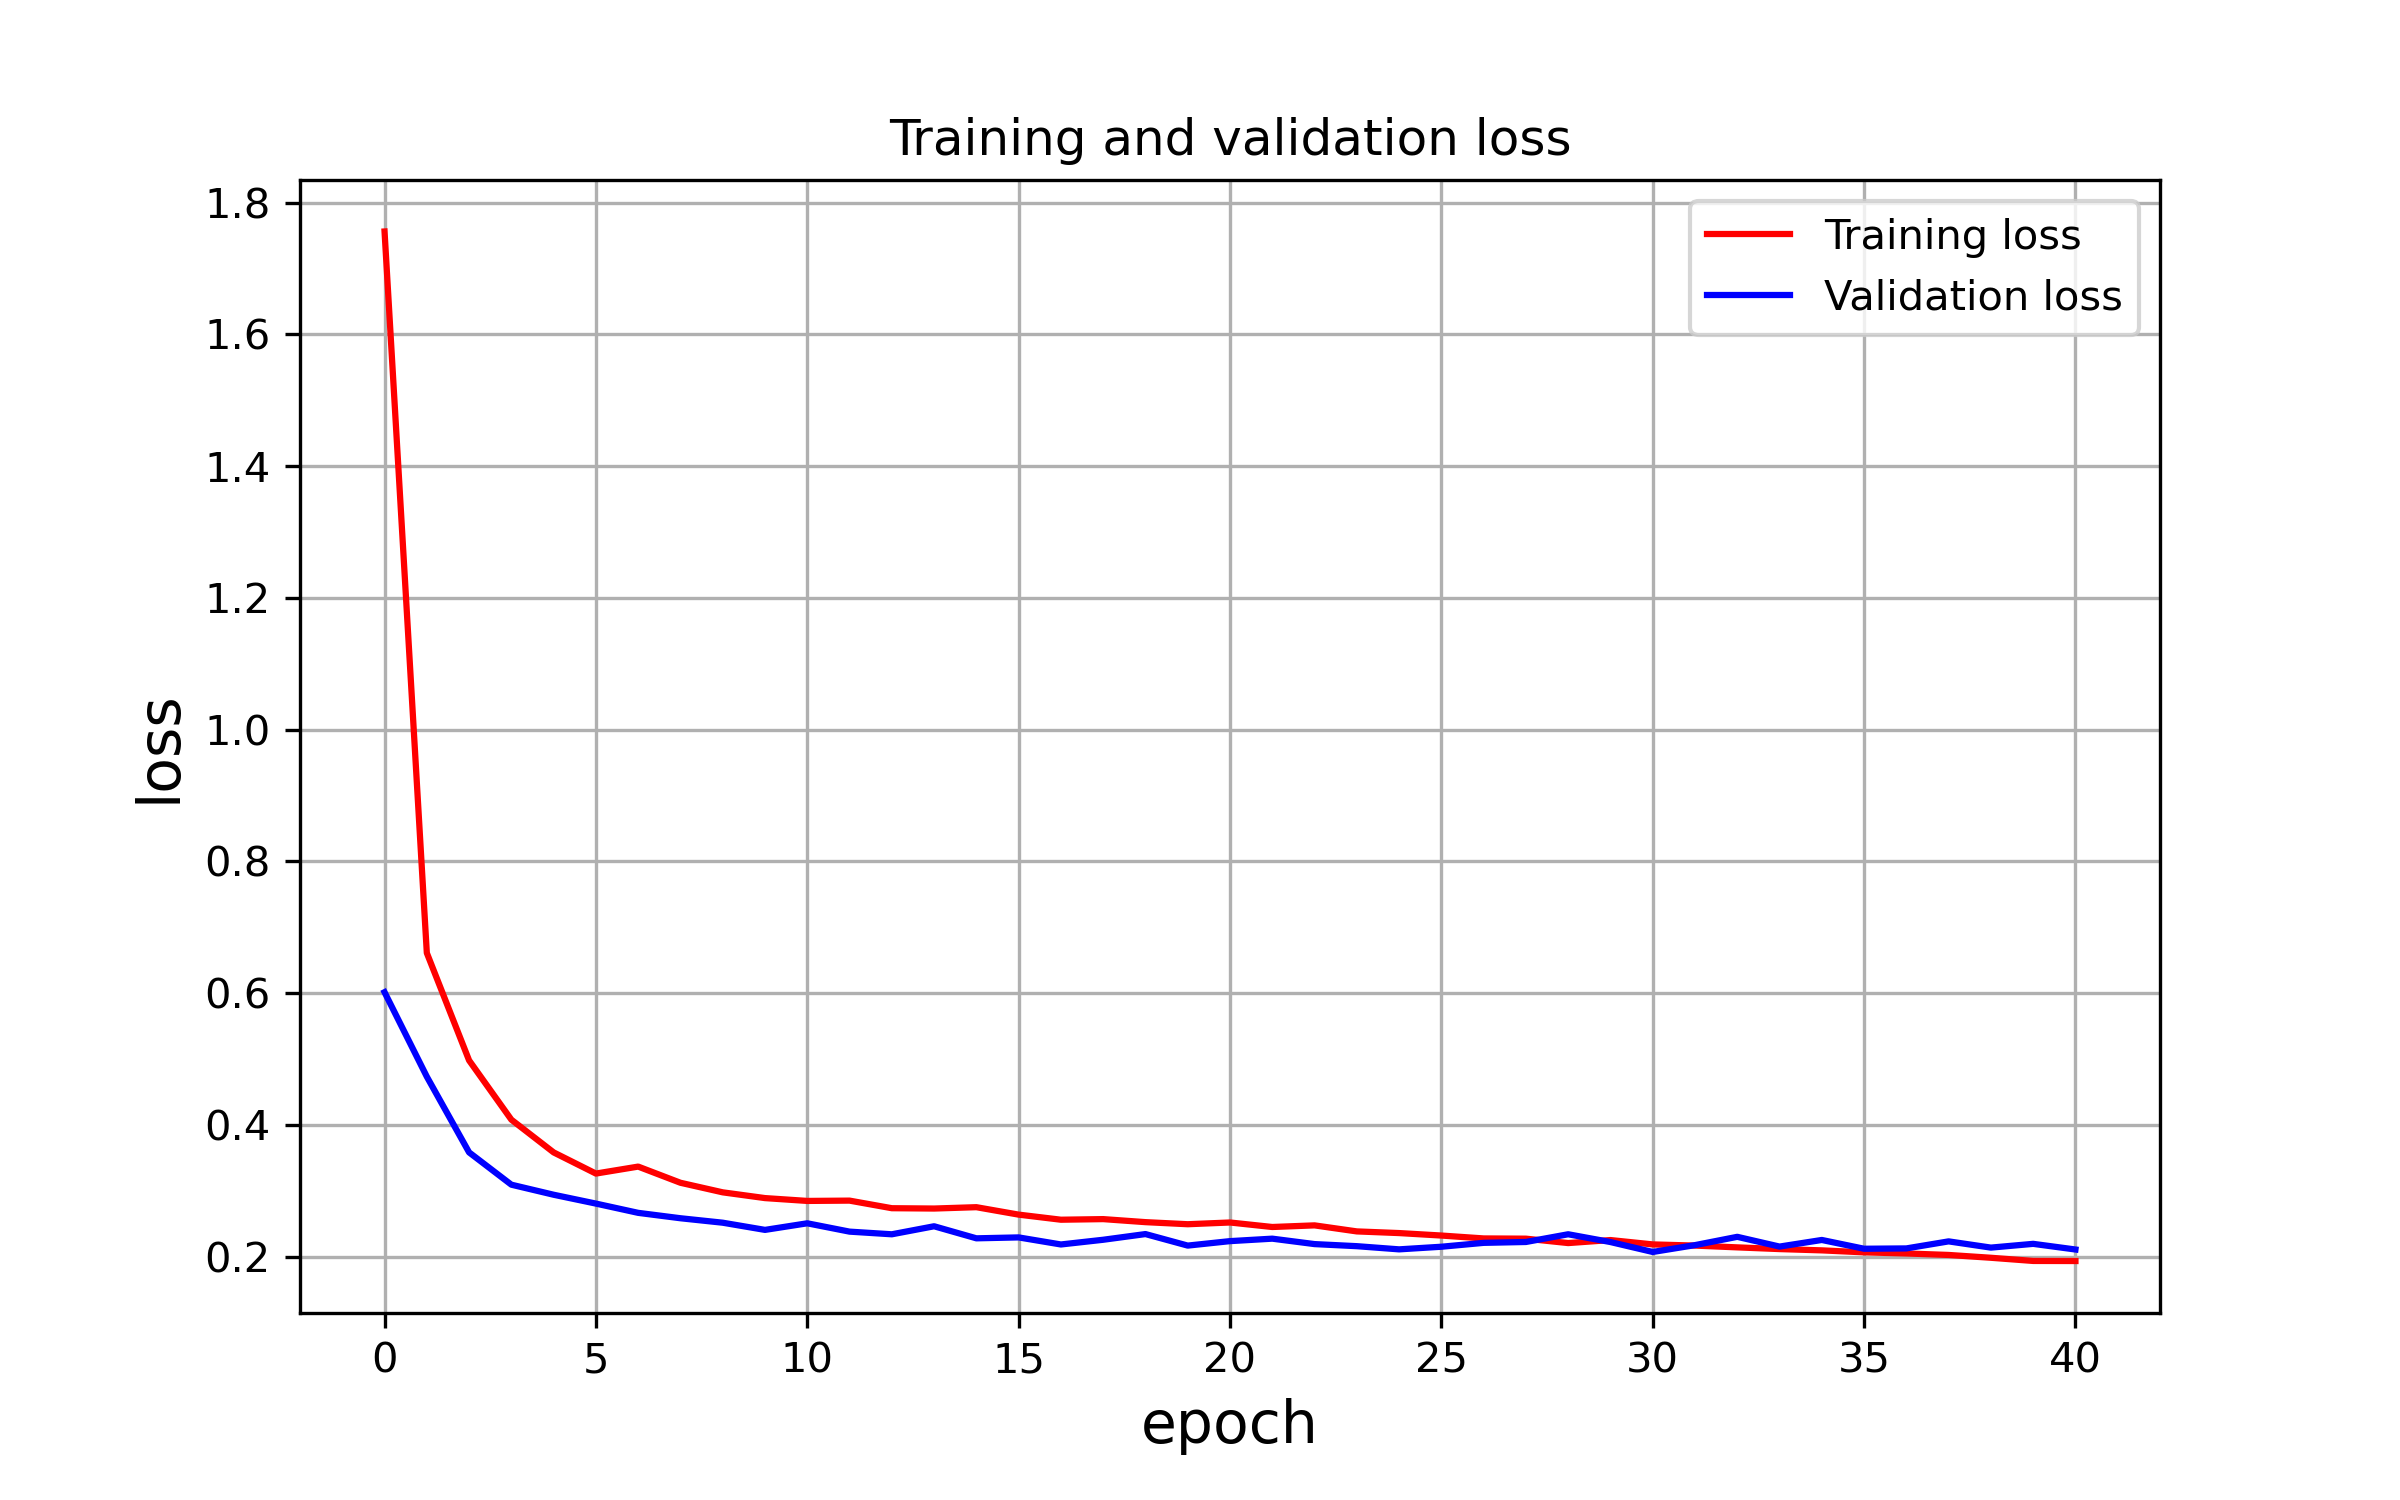 Training and validation loss
Training loss
Validation loss
1.8
1.6
1.4
1.2
1.0
0.8
0.6
0.4
0.2
loss
0 5 10 15 20 25 30 35 40
epoch